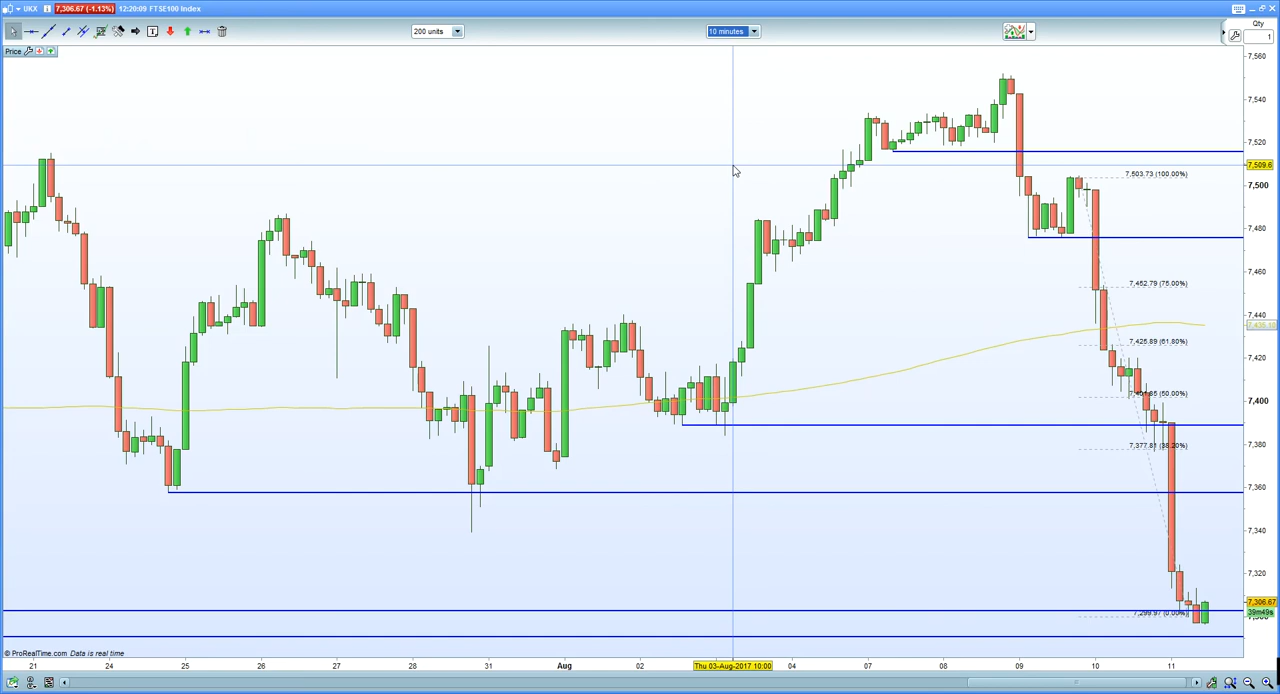 UKX 7,306.67 (-1.13%) 12:20:09 FTSE100 Index
200 units
10 minutes
Qty
1
Price
7,560
7,540
7,520
7,509.6
7,503.73 (100.00%)
7,500
7,480
7,460
7,452.79 (75.00%)
7,440
7,425.89 (61.80%)
7,420
7,400
7,380
7,377.81 (38.20%)
7,360
7,340
7,320
7,306.67
39m49s
7,299.97 (0.00%)
© ProRealTime.com Data is real time
21 24 25 26 27 28 31 Aug 02 Thu 03-Aug-2017 10:00 04 07 08 09 10 11